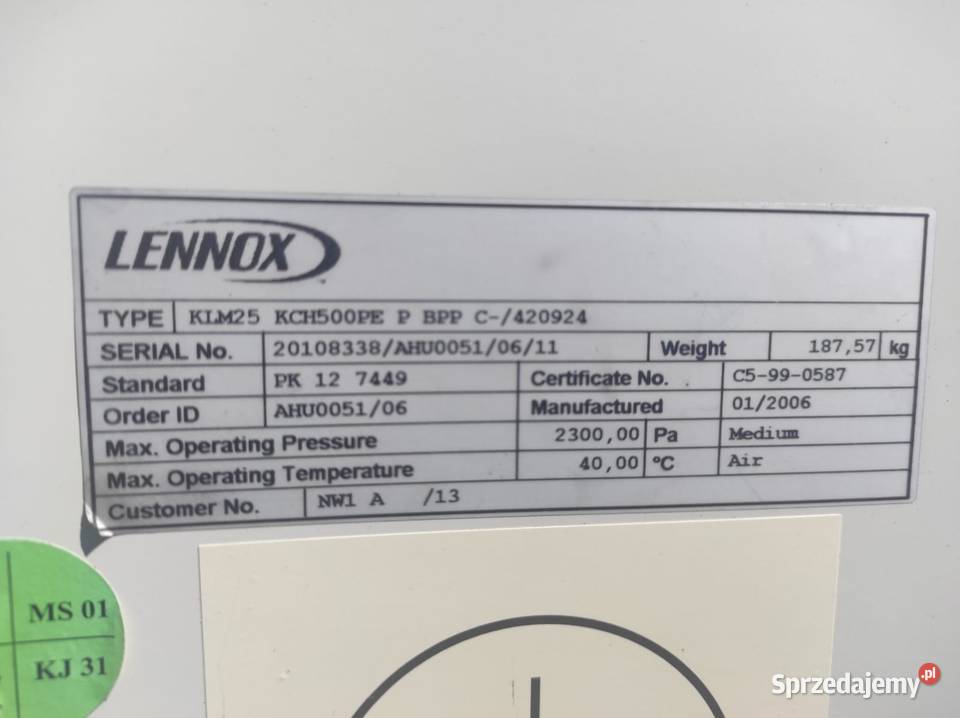 LENNOX
TYPE KLM25 KCH500PE P BPP C-/420924
SERIAL No. 20108338/AHU0051/06/11 Weight 187,57 kg
Standard PK 12 7449 Certificate No. C5-99-0587
Order ID AHU0051/06 Manufactured 01/2006
Max. Operating Pressure 2300,00 Pa Medium
Max. Operating Temperature 40,00 ºC Air
Customer No. NW1 A /13
MS 01
KJ 31
Sprzedajemy .pl